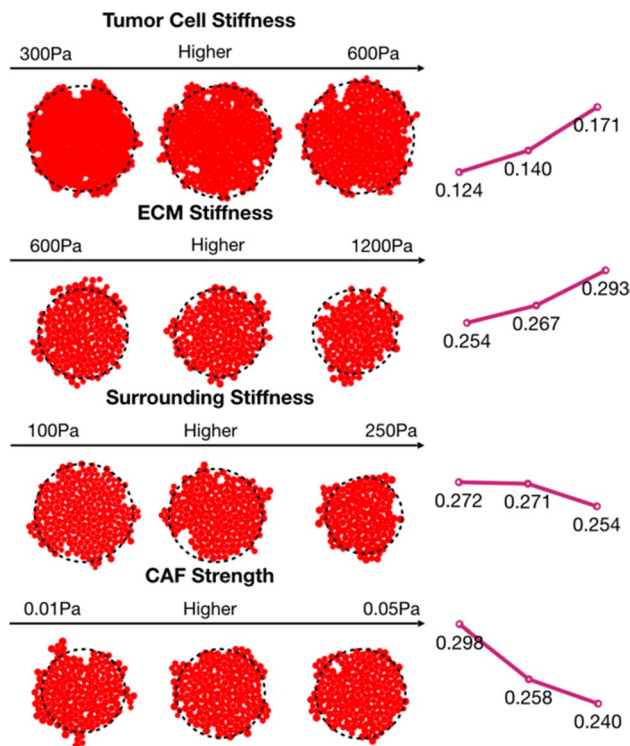 Tumor Cell Stiffness
300Pa Higher 600Pa
0.124 0.140 0.171
ECM Stiffness
600Pa Higher 1200Pa
0.254 0.267 0.293
Surrounding Stiffness
100Pa Higher 250Pa
0.272 0.271 0.254
CAF Strength
0.01Pa Higher 0.05Pa
0.298 0.258 0.240